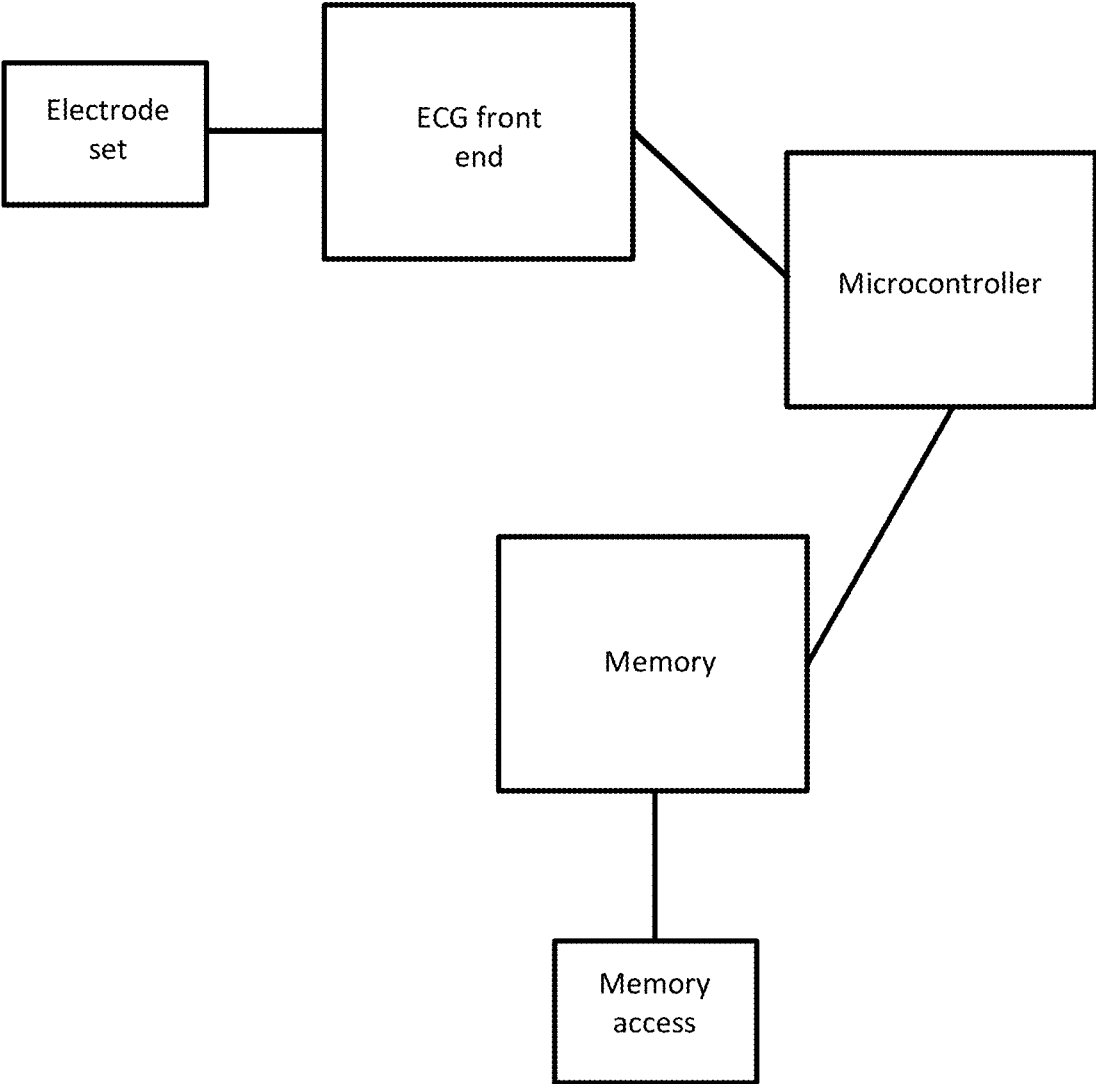 Electrode
set
ECG front
end
Microcontroller
Memory
Memory
access